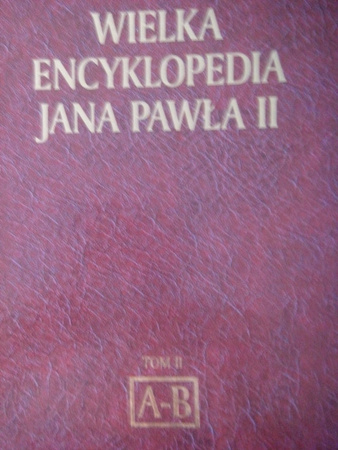 WIELKA
ENCYKLOPEDIA
JANA PAWŁA II
TOM II
A-B